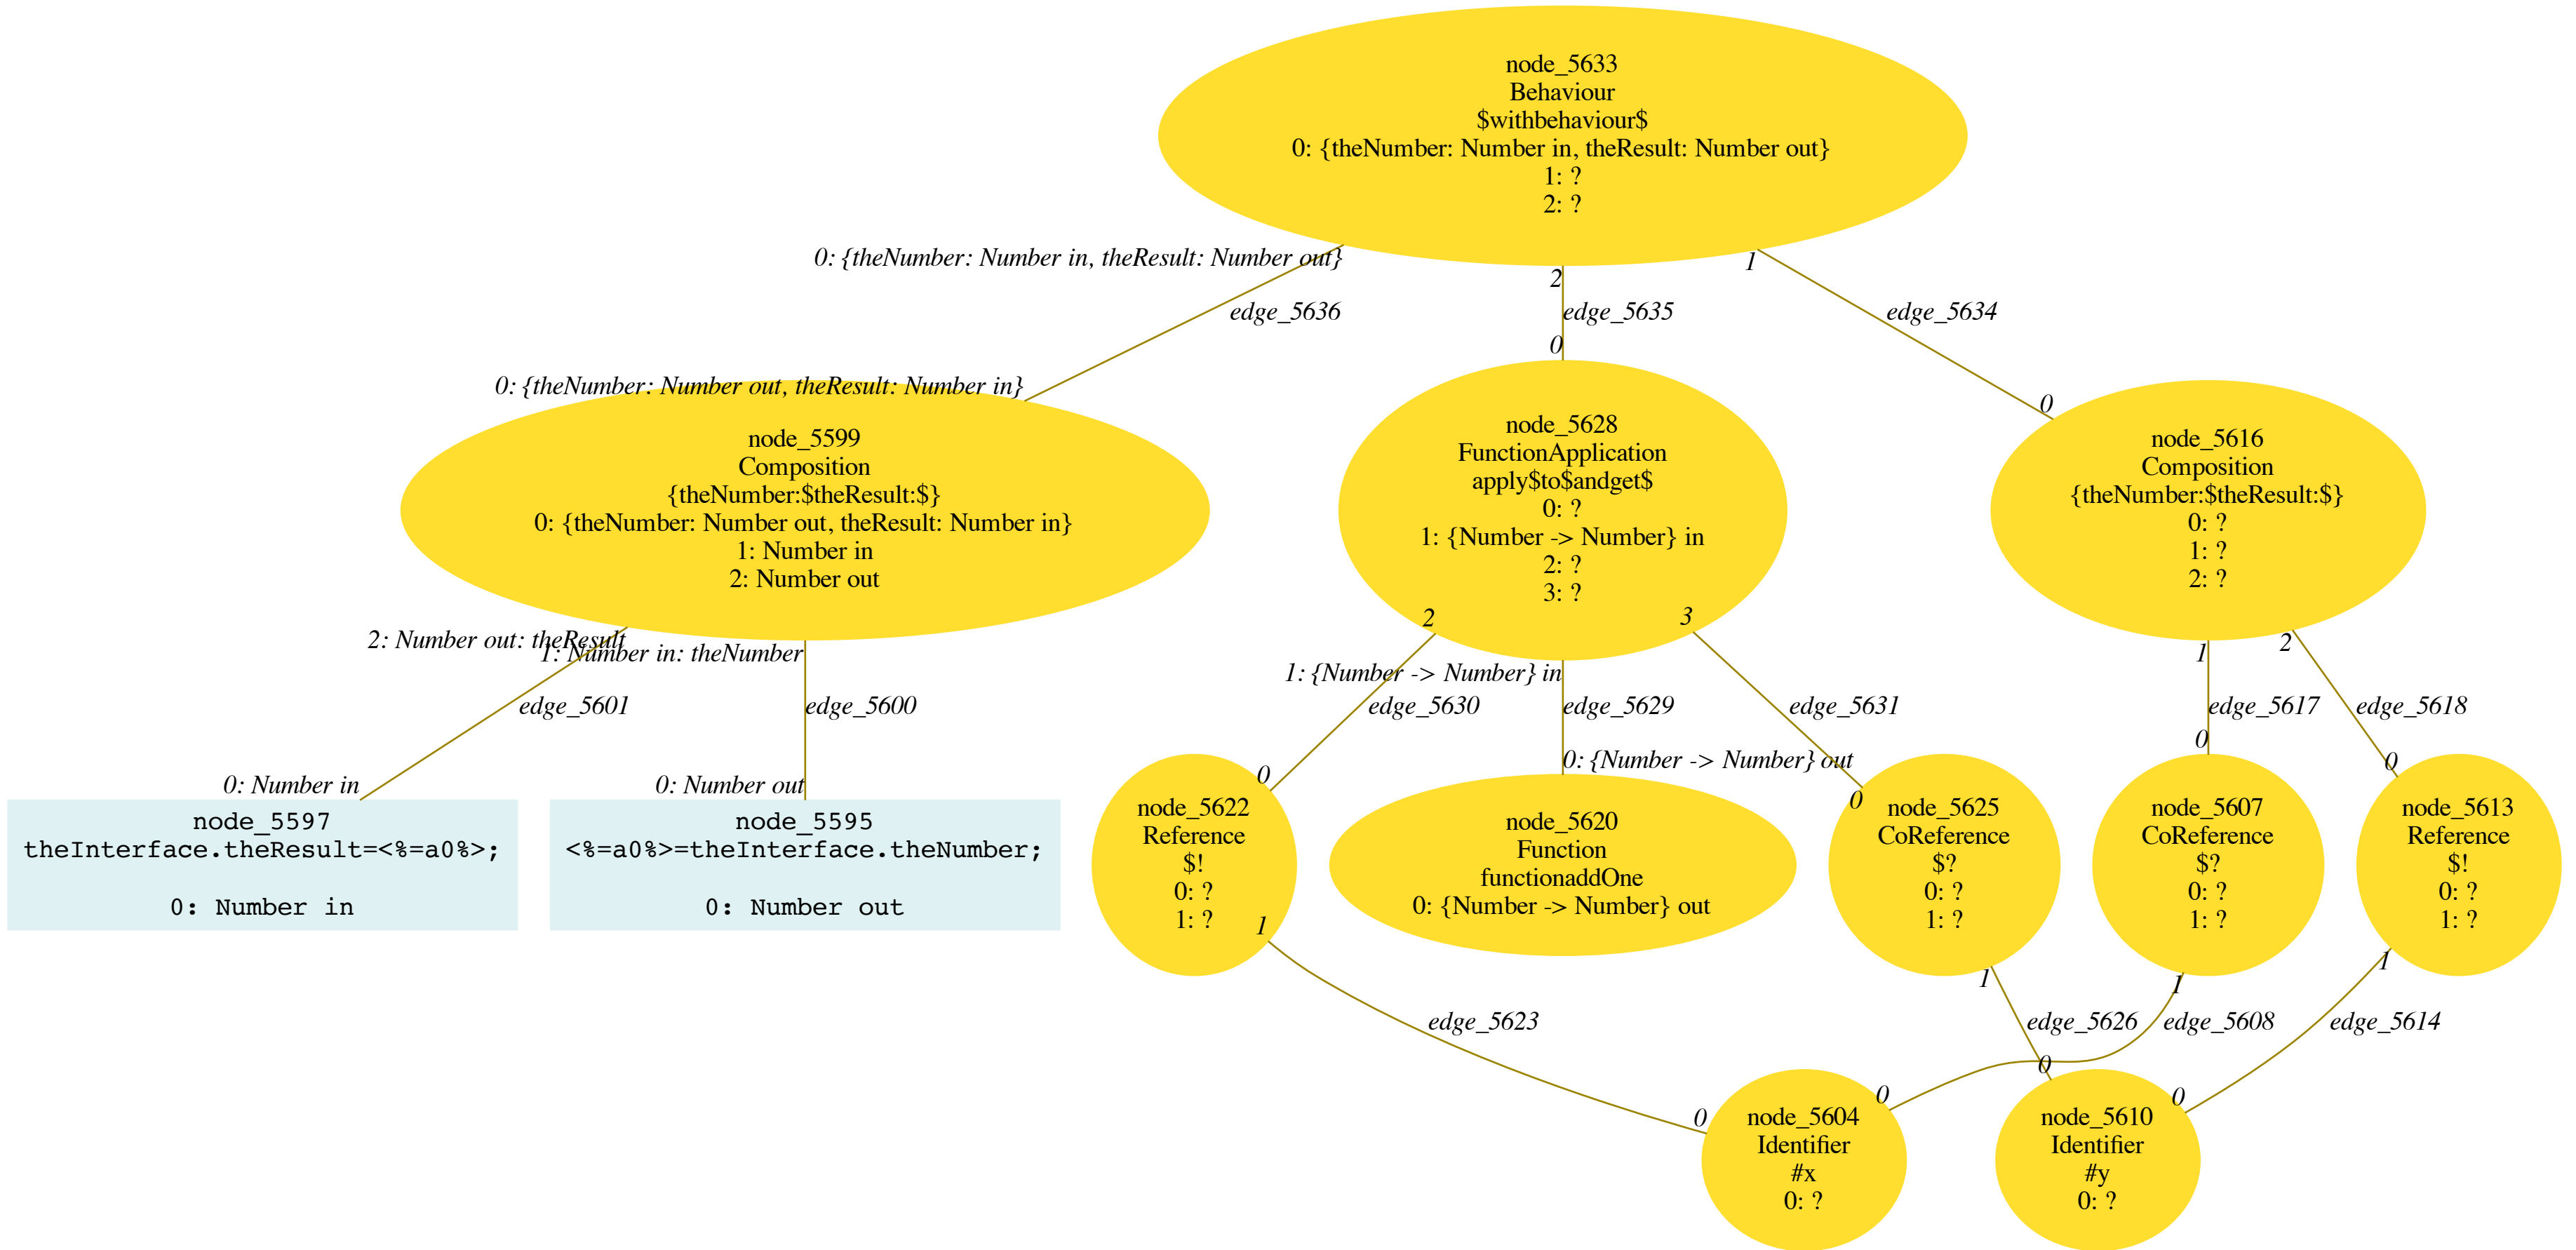 node_5633
Behaviour
$withbehaviour$
0: {theNumber: Number in, theResult: Number out}
1: ?
2: ?
0: {theNumber: Number in, theResult: Number out}
2
1
edge_5636
edge_5635
edge_5634
0
0: {theNumber: Number out, theResult: Number in}
0
node_5599
Composition
{theNumber:$theResult:$}
0: {theNumber: Number out, theResult: Number in}
1: Number in
2: Number out
node_5628
FunctionApplication
apply$to$andget$
0: ?
1: {Number -> Number} in
2: ?
3: ?
node_5616
Composition
{theNumber:$theResult:$}
0: ?
1: ?
2: ?
2: Number out: theResult
1: Number in: theNumber
2
1: {Number -> Number} in
3
1
2
edge_5601
edge_5600
edge_5630
edge_5629
edge_5631
edge_5617
edge_5618
0: Number in
0: Number out
0
0: {Number -> Number} out
0
0
0
node_5597
theInterface.theResult=<%=a0%>;
0: Number in
node_5595
<%=a0%>=theInterface.theNumber;
0: Number out
node_5622
Reference
$!
0: ?
1: ?
node_5620
Function
functionaddOne
0: {Number -> Number} out
node_5625
CoReference
$?
0: ?
1: ?
node_5607
CoReference
$?
0: ?
1: ?
node_5613
Reference
$!
0: ?
1: ?
1
1
1
1
edge_5623
edge_5626
edge_5608
edge_5614
0
0
0
0
node_5604
Identifier
#x
0: ?
node_5610
Identifier
#y
0: ?